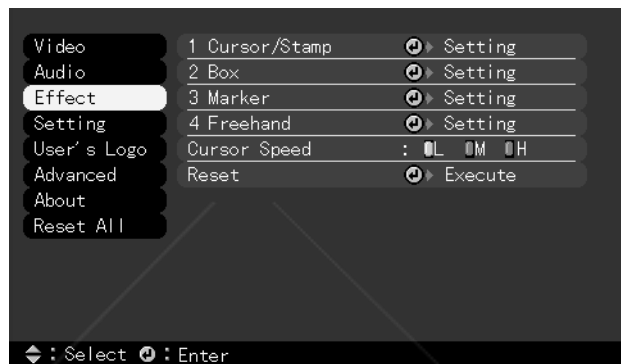 Video
Audio
Effect
Setting
User's Logo
Advanced
About
Reset All
1 Cursor/Stamp Setting
2 Box Setting
3 Marker Setting
4 Freehand Setting
Cursor Speed : L M H
Reset Execute
: Select : Enter